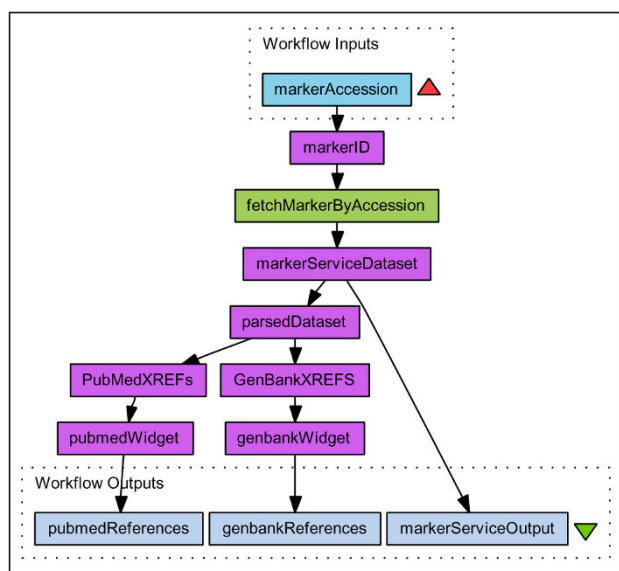 Workflow Inputs
markerAccession
markerID
fetchMarkerByAccession
markerServiceDataset
parsedDataset
PubMedXREFs
GenBankXREFS
pubmedWidget
genbankWidget
Workflow Outputs
pubmedReferences
genbankReferences
markerServiceOutput